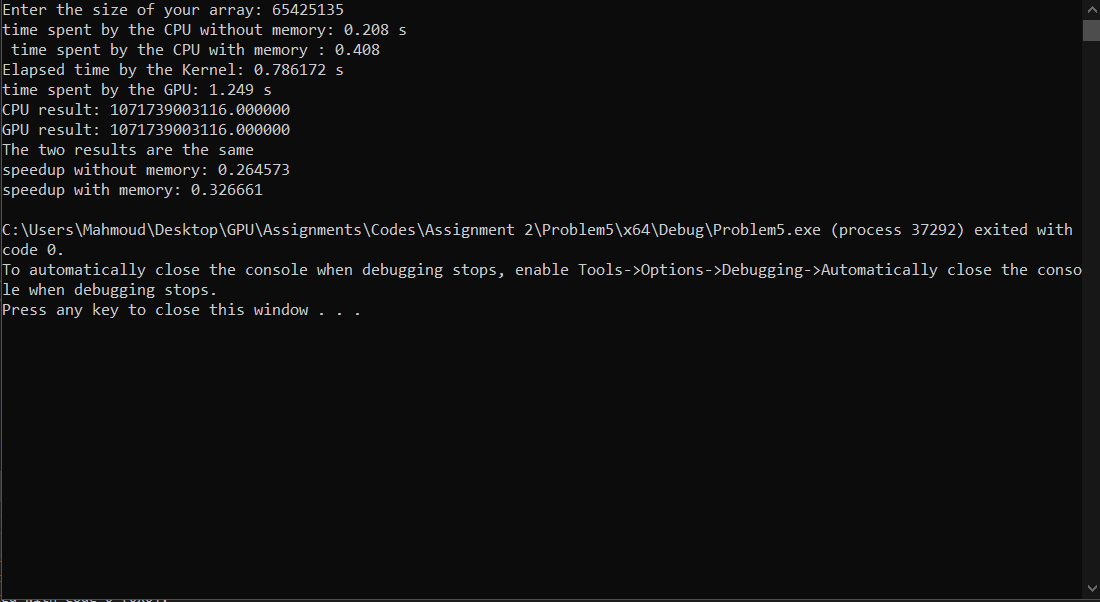 Enter the size of your array: 65425135
time spent by the CPU without memory: 0.208 s
 time spent by the CPU with memory : 0.408
Elapsed time by the Kernel: 0.786172 s
time spent by the GPU: 1.249 s
CPU result: 1071739003116.000000
GPU result: 1071739003116.000000
The two results are the same
speedup without memory: 0.264573
speedup with memory: 0.326661

C:\Users\Mahmoud\Desktop\GPU\Assignments\Codes\Assignment 2\Problem5\x64\Debug\Problem5.exe (process 37292) exited with
code 0.
To automatically close the console when debugging stops, enable Tools->Options->Debugging->Automatically close the conso
le when debugging stops.
Press any key to close this window . . .